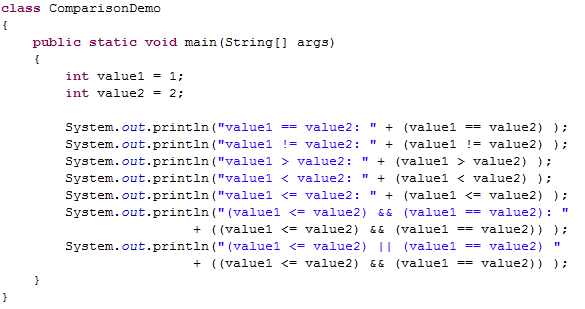 class ComparisonDemo
{
    public static void main(String[] args)
    {
        int value1 = 1;
        int value2 = 2;

        System.out.println("value1 == value2: " + (value1 == value2) );
        System.out.println("value1 != value2: " + (value1 != value2) );
        System.out.println("value1 > value2: " + (value1 > value2) );
        System.out.println("value1 < value2: " + (value1 < value2) );
        System.out.println("value1 <= value2: " + (value1 <= value2) );
        System.out.println("(value1 <= value2) && (value1 == value2): "
                        + ((value1 <= value2) && (value1 == value2)) );
        System.out.println("(value1 <= value2) || (value1 == value2) "
                        + ((value1 <= value2) && (value1 == value2)) );
    }
}